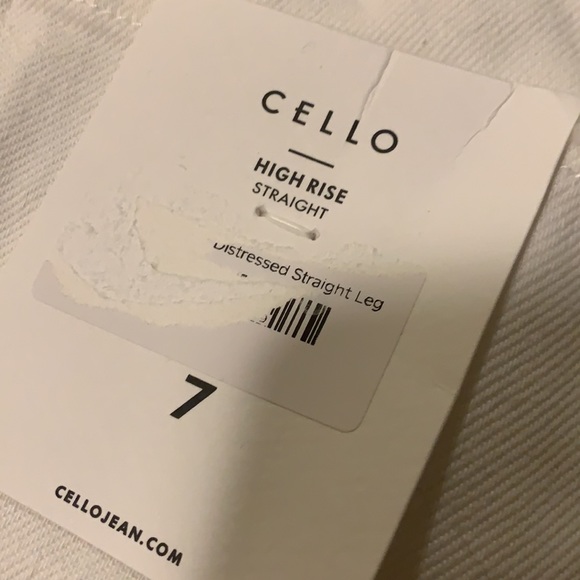 CELLO
HIGH RISE
STRAIGHT
Distressed Straight Leg
7
CELLOJEAN.COM